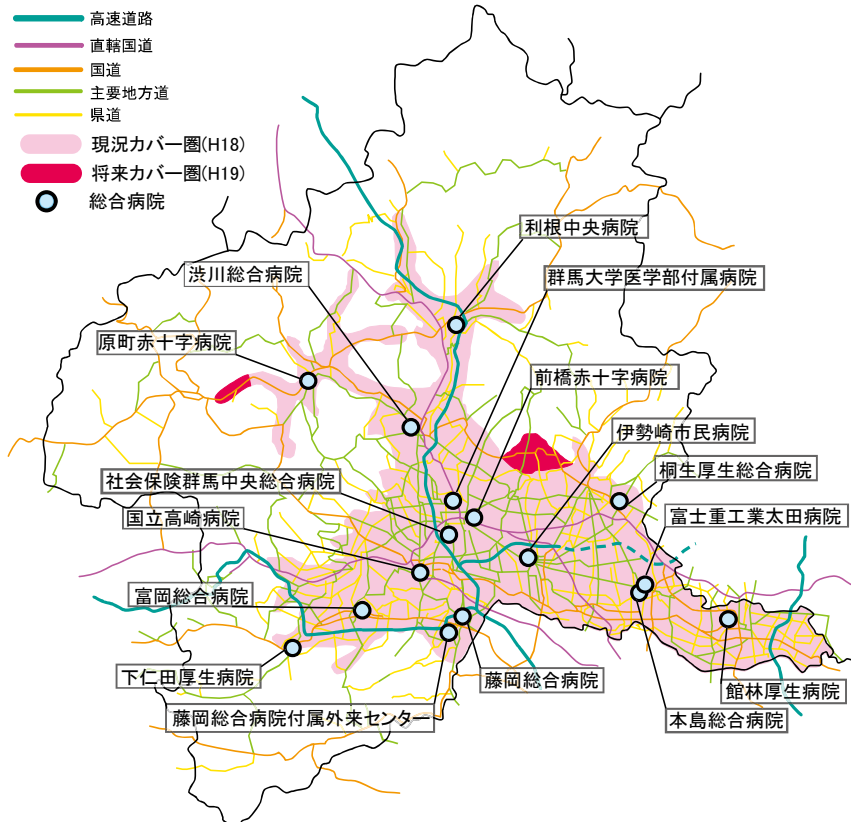 高速道路
直轄国道
国道
主要地方道
県道
現況カバー圏(H18)
将来カバー圏(H19)
総合病院
利根中央病院
渋川総合病院
群馬大学医学部付属病院
原町赤十字病院
前橋赤十字病院
伊勢崎市民病院
桐生厚生総合病院
社会保険群馬中央総合病院
国立高崎病院
富士重工業太田病院
富岡総合病院
下仁田厚生病院
藤岡総合病院
館林厚生病院
藤岡総合病院付属外来センター
本島総合病院